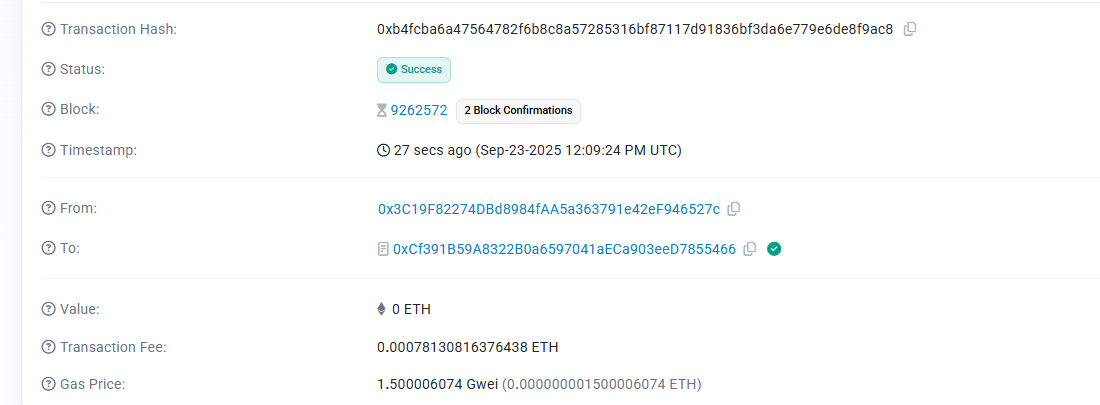 Transaction Hash: 0xb4fcba6a47564782f6b8c8a57285316bf87117d91836bf3da6e779e6de8f9ac8
Status: Success
Block: 9262572 2 Block Confirmations
Timestamp: 27 secs ago (Sep-23-2025 12:09:24 PM UTC)
From: 0x3C19F82274DBd8984fAA5a363791e42eF946527c
To: 0xCf391B59A8322B0a6597041aECa903eeD7855466
Value: 0 ETH
Transaction Fee: 0.00078130816376438 ETH
Gas Price: 1.500006074 Gwei (0.000000001500006074 ETH)